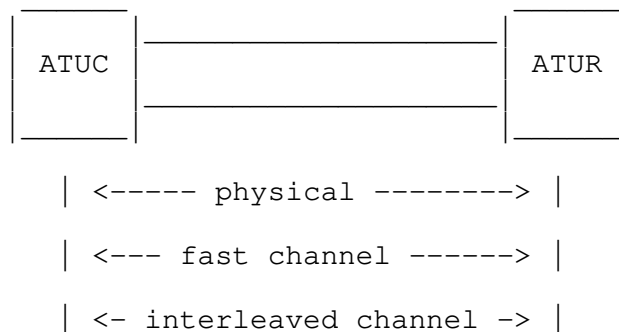 ATUC ATUR
| <----- physical --------> |
| <--- fast channel ------> |
| <- interleaved channel -> |